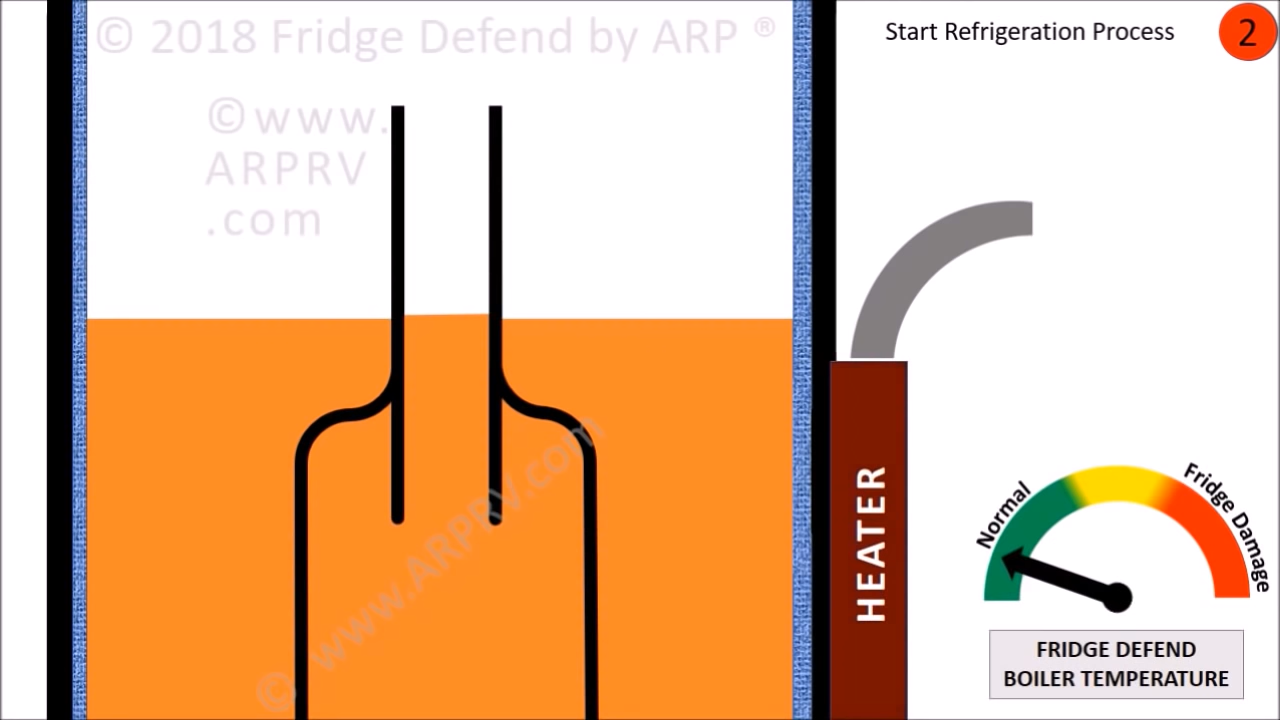 © 2018 Fridge Defend by ARP ®
Start Refrigeration Process
2
©www.
ARPRV
.com
© www.ARPRV.com
HEATER
Normal
Fridge Damage
FRIDGE DEFEND
BOILER TEMPERATURE